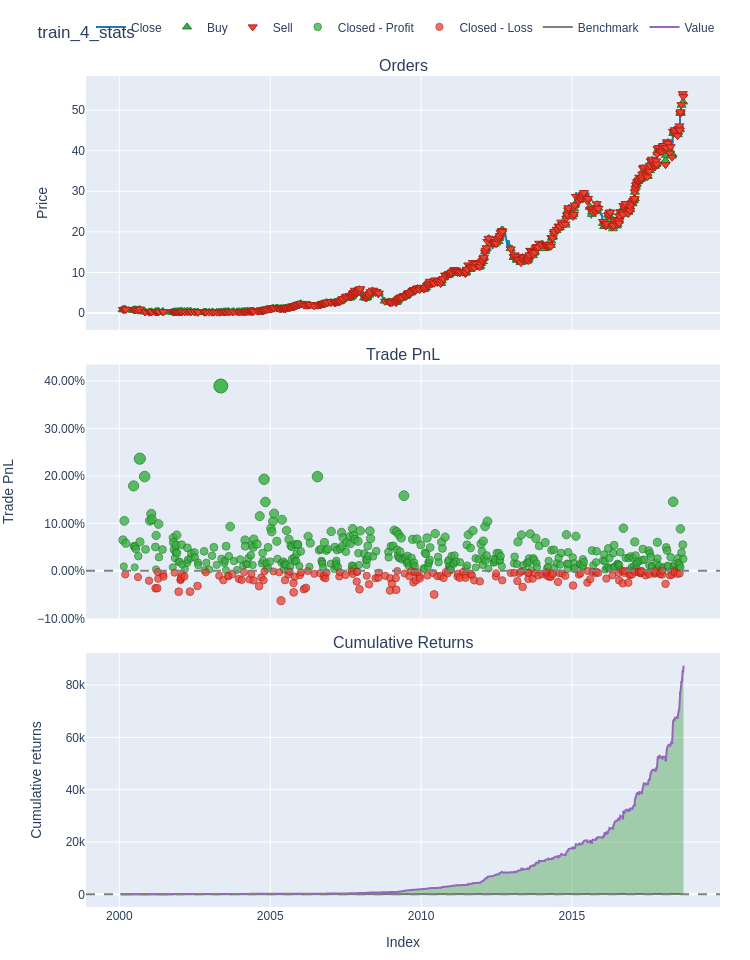 train_4_stats
Close Buy Sell Closed - Profit Closed - Loss Benchmark Value
Orders
Price
50
40
30
20
10
0
Trade PnL
Trade PnL
40.00%
30.00%
20.00%
10.00%
0.00%
−10.00%
Cumulative Returns
Cumulative returns
80k
60k
40k
20k
0
2000 2005 2010 2015
Index